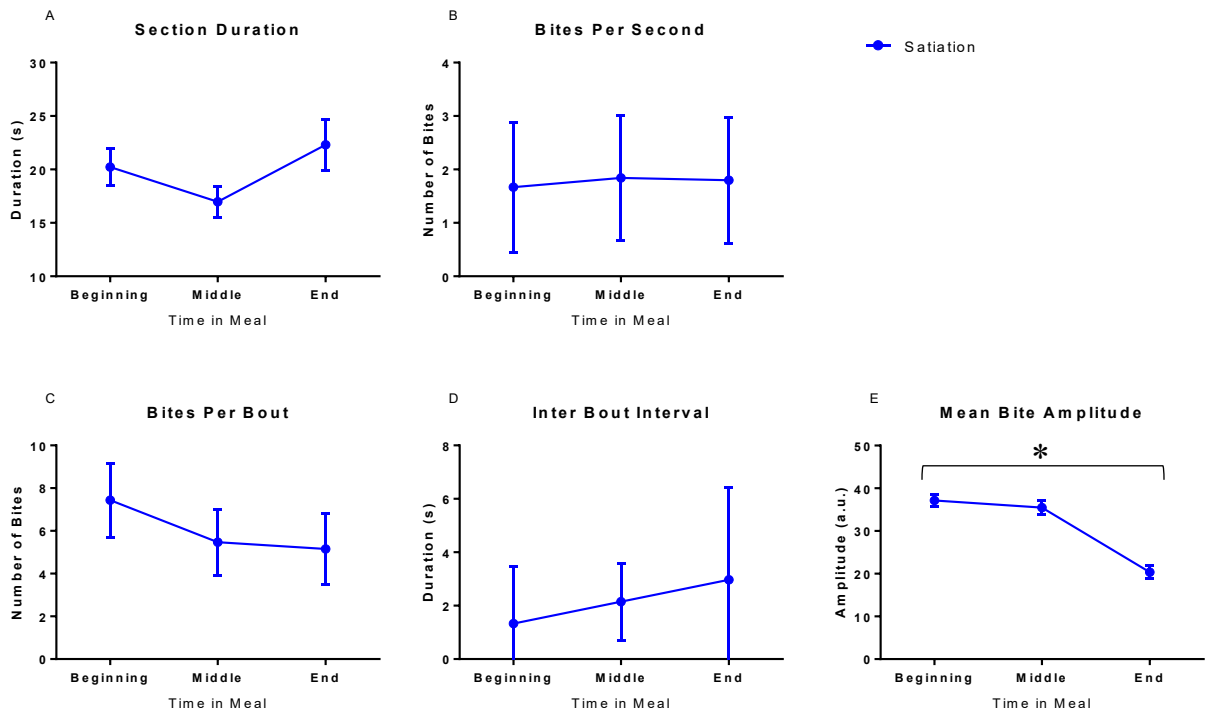 A
Section Duration
30
25
20
15
10
Duration (s)
Beginning Middle End
Time in Meal
B
Bites Per Second
4
3
2
1
0
Number of Bites
Beginning Middle End
Time in Meal
Satiation
C
Bites Per Bout
10
8
6
4
2
0
Number of Bites
Beginning Middle End
Time in Meal
D
Inter Bout Interval
8
6
4
2
0
Duration (s)
Beginning Middle End
Time in Meal
E
Mean Bite Amplitude
*
50
40
30
20
10
0
Amplitude (a.u.)
Beginning Middle End
Time in Meal